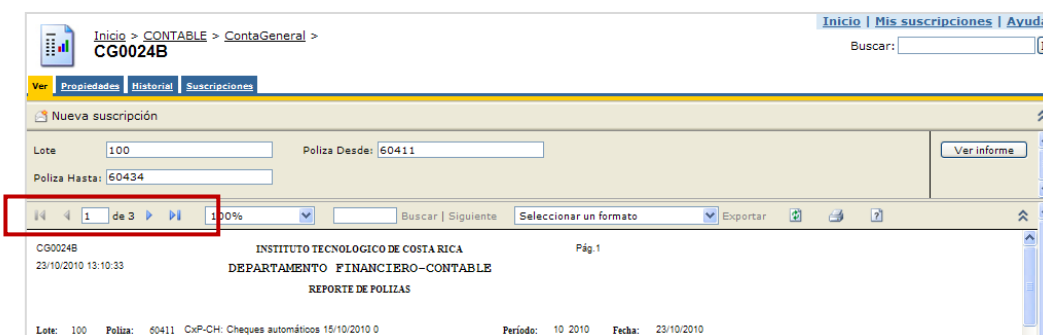 Inicio | Mis suscripciones | Ayuda
Inicio > CONTABLE > ContaGeneral >
CG0024B
Buscar:
Ver Propiedades Historial Suscripciones
Nueva suscripción
Lote 100 Poliza Desde: 60411 Ver informe
Poliza Hasta: 60434
1 de 3 100% Buscar | Siguiente Seleccionar un formato Exportar
CG0024B INSTITUTO TECNOLOGICO DE COSTA RICA Pág.1
23/10/2010 13:10:33 DEPARTAMENTO FINANCIERO-CONTABLE
REPORTE DE POLIZAS
Lote: 100 Poliza: 60411 CxP-CH: Cheques automáticos 15/10/2010 0 Período: 10 2010 Fecha: 23/10/2010